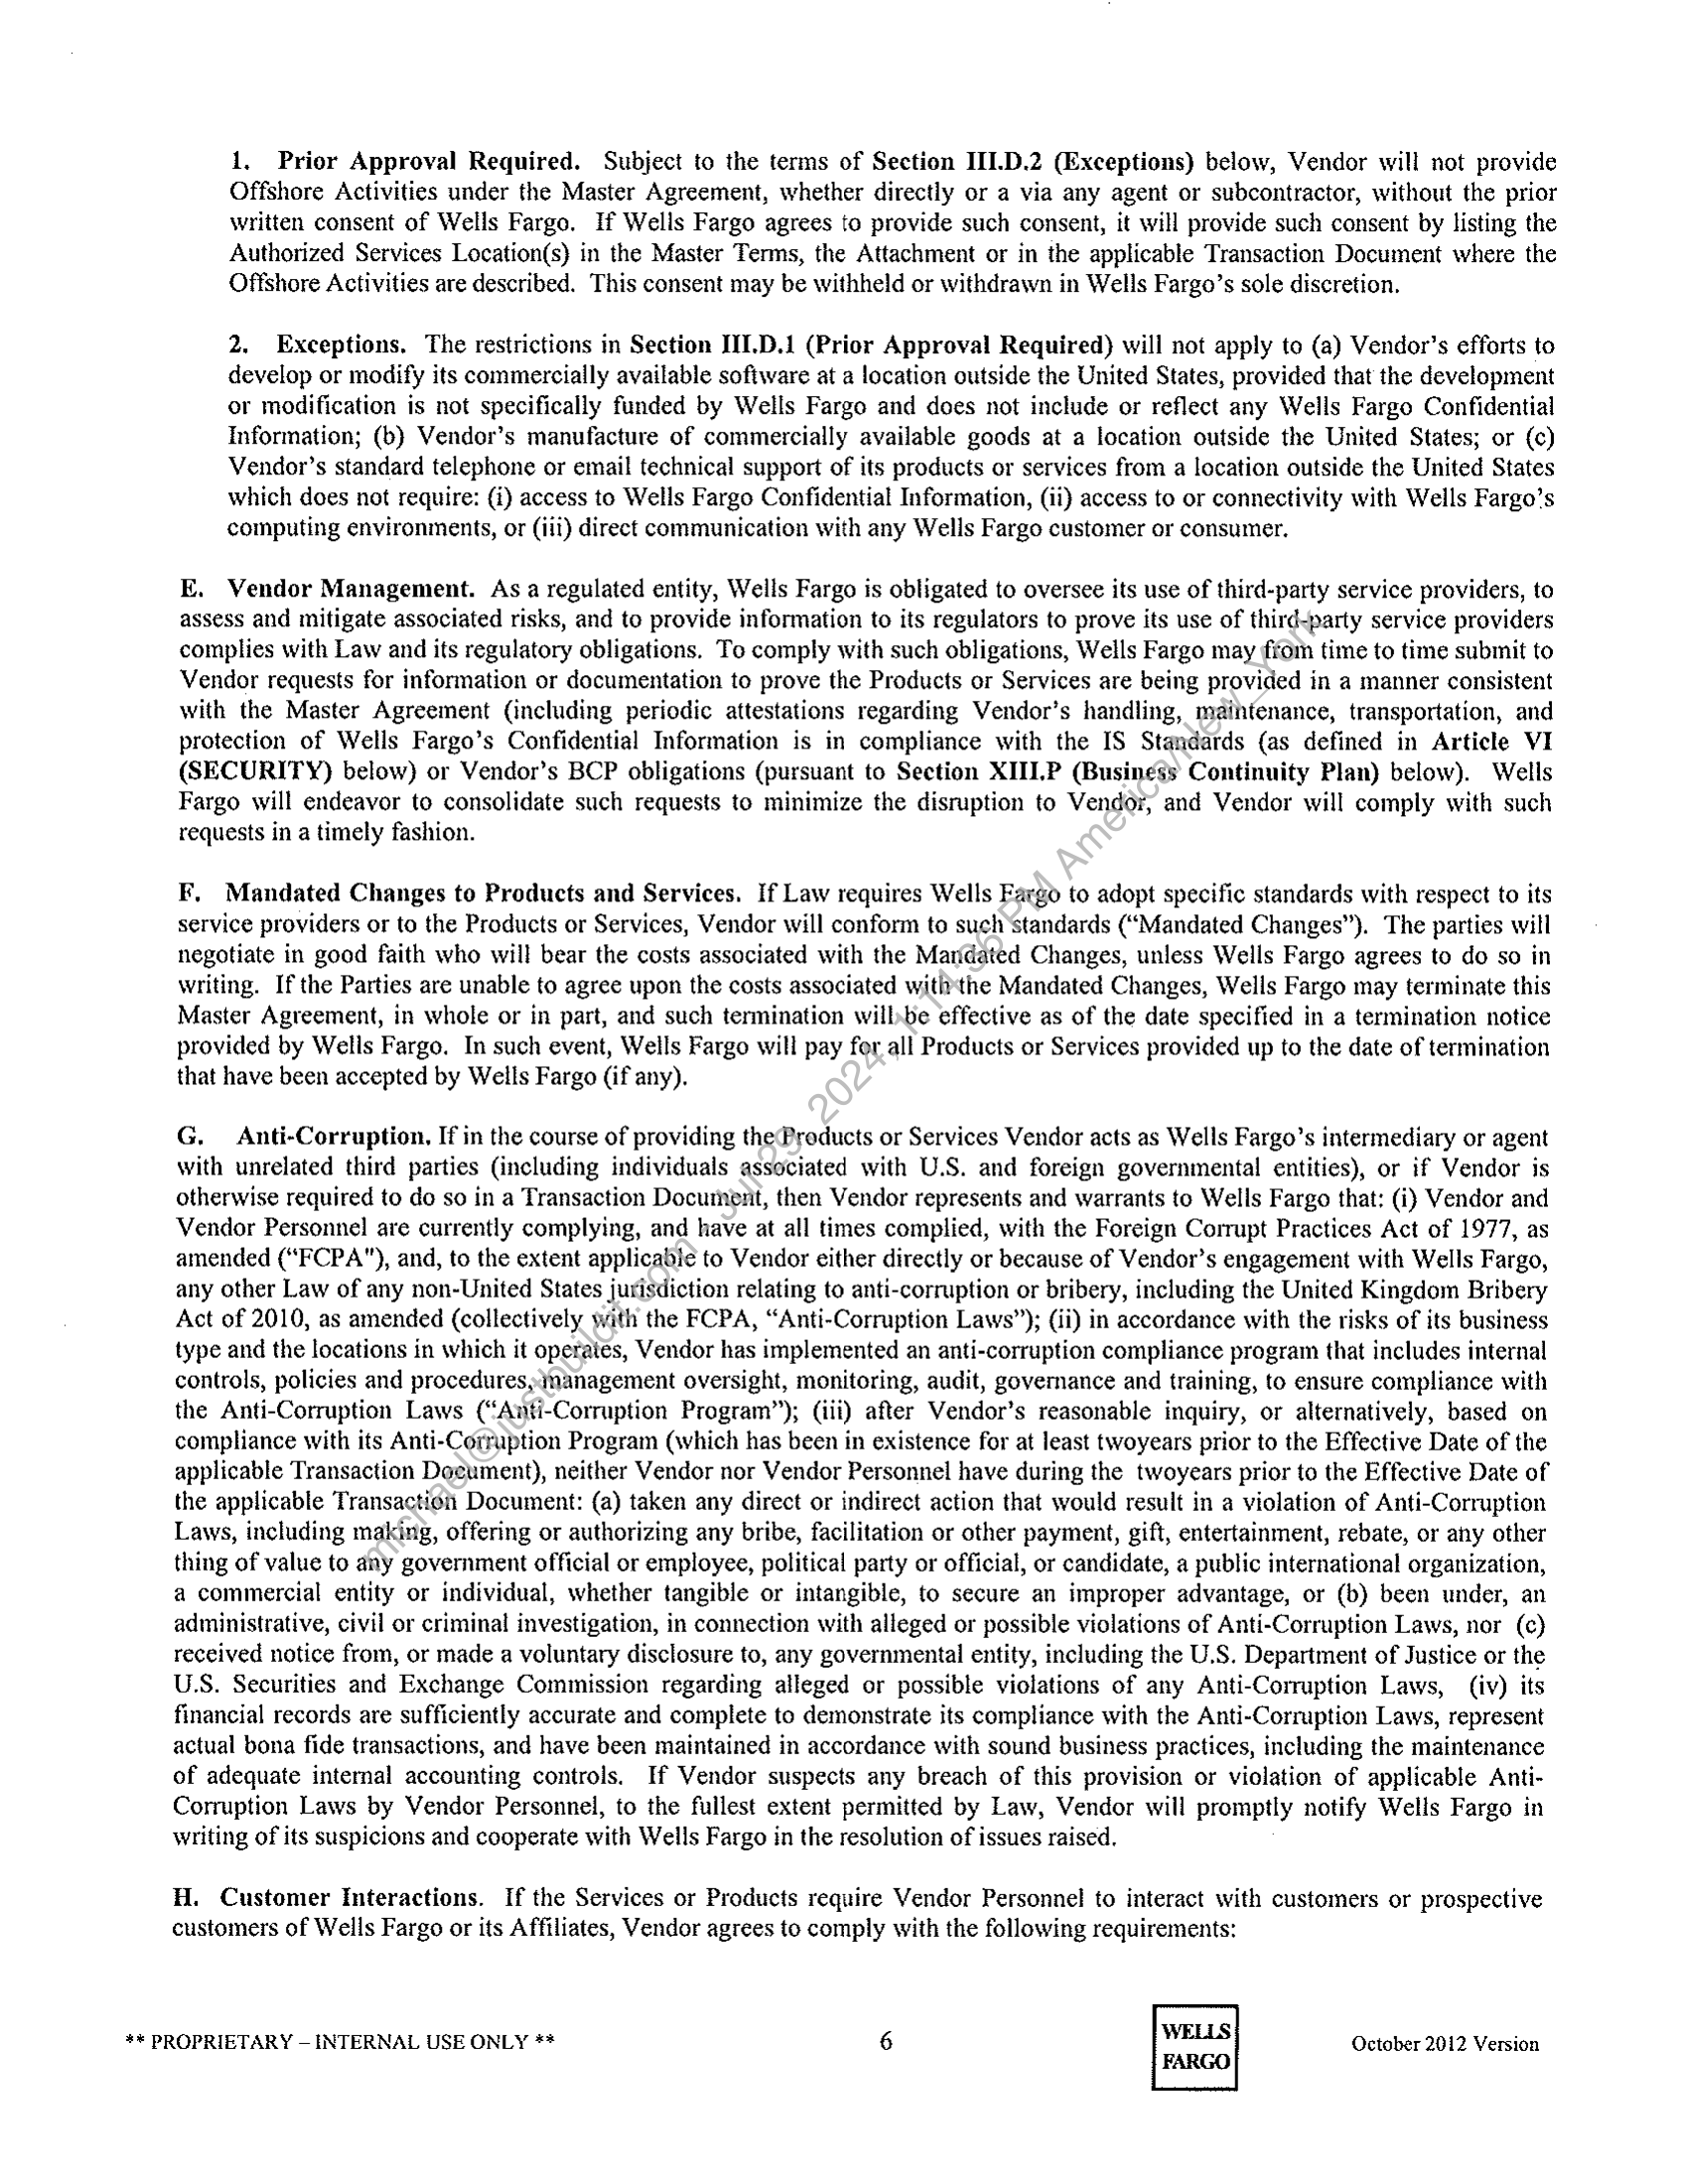 1. Prior Approval Required. Subject to the terms of Section III.D.2 (Exceptions) below, Vendor will not provide
Offshore Activities under the Master Agreement, whether directly or a via any agent or subcontractor, without the prior
written consent of Wells Fargo. If Wells Fargo agrees to provide such consent, it will provide such consent by listing the
Authorized Services Location(s) in the Master Terms, the Attachment or in the applicable Transaction Document where the
Offshore Activities are described. This consent may be withheld or withdrawn in Wells Fargo's sole discretion.
2. Exceptions. The restrictions in Section III.D.1 (Prior Approval Required) will not apply to (a) Vendor's efforts to
develop or modify its commercially available software at a location outside the United States, provided that the development
or modification is not specifically funded by Wells Fargo and does not include or reflect any Wells Fargo Confidential
Information; (b) Vendor's manufacture of commercially available goods at a location outside the United States; or (c)
Vendor's standard telephone or email technical support of its products or services from a location outside the United States
which does not require: (i) access to Wells Fargo Confidential Information, (ii) access to or connectivity with Wells Fargo's
computing environments, or (iii) direct communication with any Wells Fargo customer or consumer.
E. Vendor Management. As a regulated entity, Wells Fargo is obligated to oversee its use of third-party service providers, to
assess and mitigate associated risks, and to provide information to its regulators to prove its use of third-party service providers
complies with Law and its regulatory obligations. To comply with such obligations, Wells Fargo may from time to time submit to
Vendor requests for information or documentation to prove the Products or Services are being provided in a manner consistent
with the Master Agreement (including periodic attestations regarding Vendor's handling, maintenance, transportation, and
protection of Wells Fargo's Confidential Information is in compliance with the IS Standards (as defined in Article VI
(SECURITY) below) or Vendor's BCP obligations (pursuant to Section XIII.P (Business Continuity Plan) below). Wells
Fargo will endeavor to consolidate such requests to minimize the disruption to Vendor, and Vendor will comply with such
requests in a timely fashion.
F. Mandated Changes to Products and Services. If Law requires Wells Fargo to adopt specific standards with respect to its
service providers or to the Products or Services, Vendor will conform to such standards ("Mandated Changes"). The parties will
negotiate in good faith who will bear the costs associated with the Mandated Changes, unless Wells Fargo agrees to do so in
writing. If the Parties are unable to agree upon the costs associated with the Mandated Changes, Wells Fargo may terminate this
Master Agreement, in whole or in part, and such termination will be effective as of the date specified in a termination notice
provided by Wells Fargo. In such event, Wells Fargo will pay for all Products or Services provided up to the date of termination
that have been accepted by Wells Fargo (if any).
G. Anti-Corruption. If in the course of providing the Products or Services Vendor acts as Wells Fargo's intermediary or agent
with unrelated third parties (including individuals associated with U.S. and foreign governmental entities), or if Vendor is
otherwise required to do so in a Transaction Document, then Vendor represents and warrants to Wells Fargo that: (i) Vendor and
Vendor Personnel are currently complying, and have at all times complied, with the Foreign Corrupt Practices Act of 1977, as
amended ("FCPA"), and, to the extent applicable to Vendor either directly or because of Vendor's engagement with Wells Fargo,
any other Law of any non-United States jurisdiction relating to anti-corruption or bribery, including the United Kingdom Bribery
Act of 2010, as amended (collectively with the FCPA, "Anti-Corruption Laws"); (ii) in accordance with the risks of its business
type and the locations in which it operates, Vendor has implemented an anti-corruption compliance program that includes internal
controls, policies and procedures, management oversight, monitoring, audit, governance and training, to ensure compliance with
the Anti-Corruption Laws ("Anti-Corruption Program"); (iii) after Vendor's reasonable inquiry, or alternatively, based on
compliance with its Anti-Corruption Program (which has been in existence for at least twoyears prior to the Effective Date of the
applicable Transaction Document), neither Vendor nor Vendor Personnel have during the twoyears prior to the Effective Date of
the applicable Transaction Document: (a) taken any direct or indirect action that would result in a violation of Anti-Corruption
Laws, including making, offering or authorizing any bribe, facilitation or other payment, gift, entertainment, rebate, or any other
thing of value to any government official or employee, political party or official, or candidate, a public international organization,
a commercial entity or individual, whether tangible or intangible, to secure an improper advantage, or (b) been under, an
administrative, civil or criminal investigation, in connection with alleged or possible violations of Anti-Corruption Laws, nor (c)
received notice from, or made a voluntary disclosure to, any governmental entity, including the U.S. Department of Justice or the
U.S. Securities and Exchange Commission regarding alleged or possible violations of any Anti-Corruption Laws, (iv) its
financial records are sufficiently accurate and complete to demonstrate its compliance with the Anti-Corruption Laws, represent
actual bona fide transactions, and have been maintained in accordance with sound business practices, including the maintenance
of adequate internal accounting controls. If Vendor suspects any breach of this provision or violation of applicable Anti-
Corruption Laws by Vendor Personnel, to the fullest extent permitted by Law, Vendor will promptly notify Wells Fargo in
writing of its suspicions and cooperate with Wells Fargo in the resolution of issues raised.
H. Customer Interactions. If the Services or Products require Vendor Personnel to interact with customers or prospective
customers of Wells Fargo or its Affiliates, Vendor agrees to comply with the following requirements:
michael@justbuildit.com - Jul 29, 2024, 1:14:36 PM America/New_York
** PROPRIETARY – INTERNAL USE ONLY **
6
WELLS
FARGO
October 2012 Version